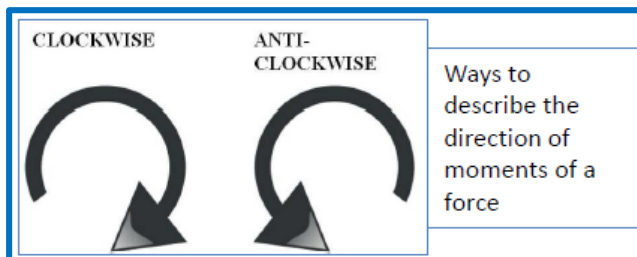 CLOCKWISE
ANTI-
CLOCKWISE
Ways to
describe the
direction of
moments of a
force